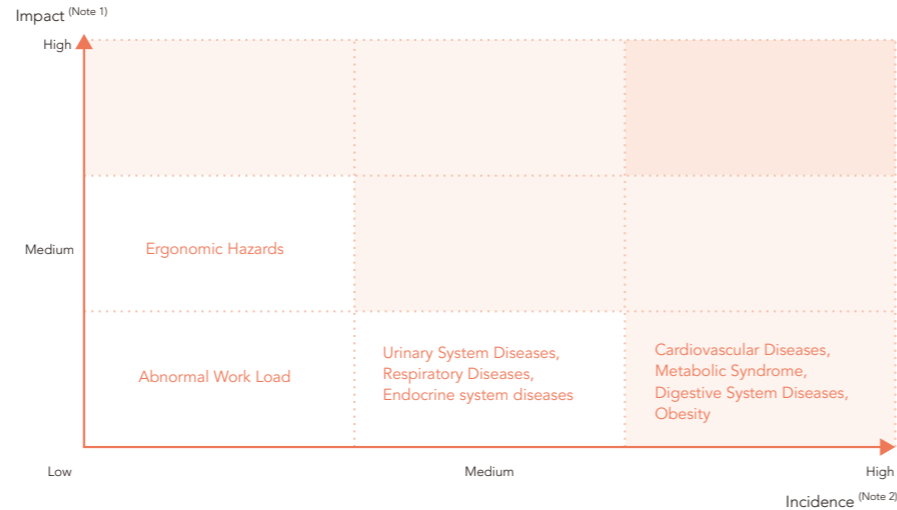 Impact (Note 1)
High
Medium
Ergonomic Hazards
Abnormal Work Load
Urinary System Diseases,
Respiratory Diseases,
Endocrine system diseases
Cardiovascular Diseases,
Metabolic Syndrome,
Digestive System Diseases,
Obesity
Low
Medium
High
Incidence (Note 2)